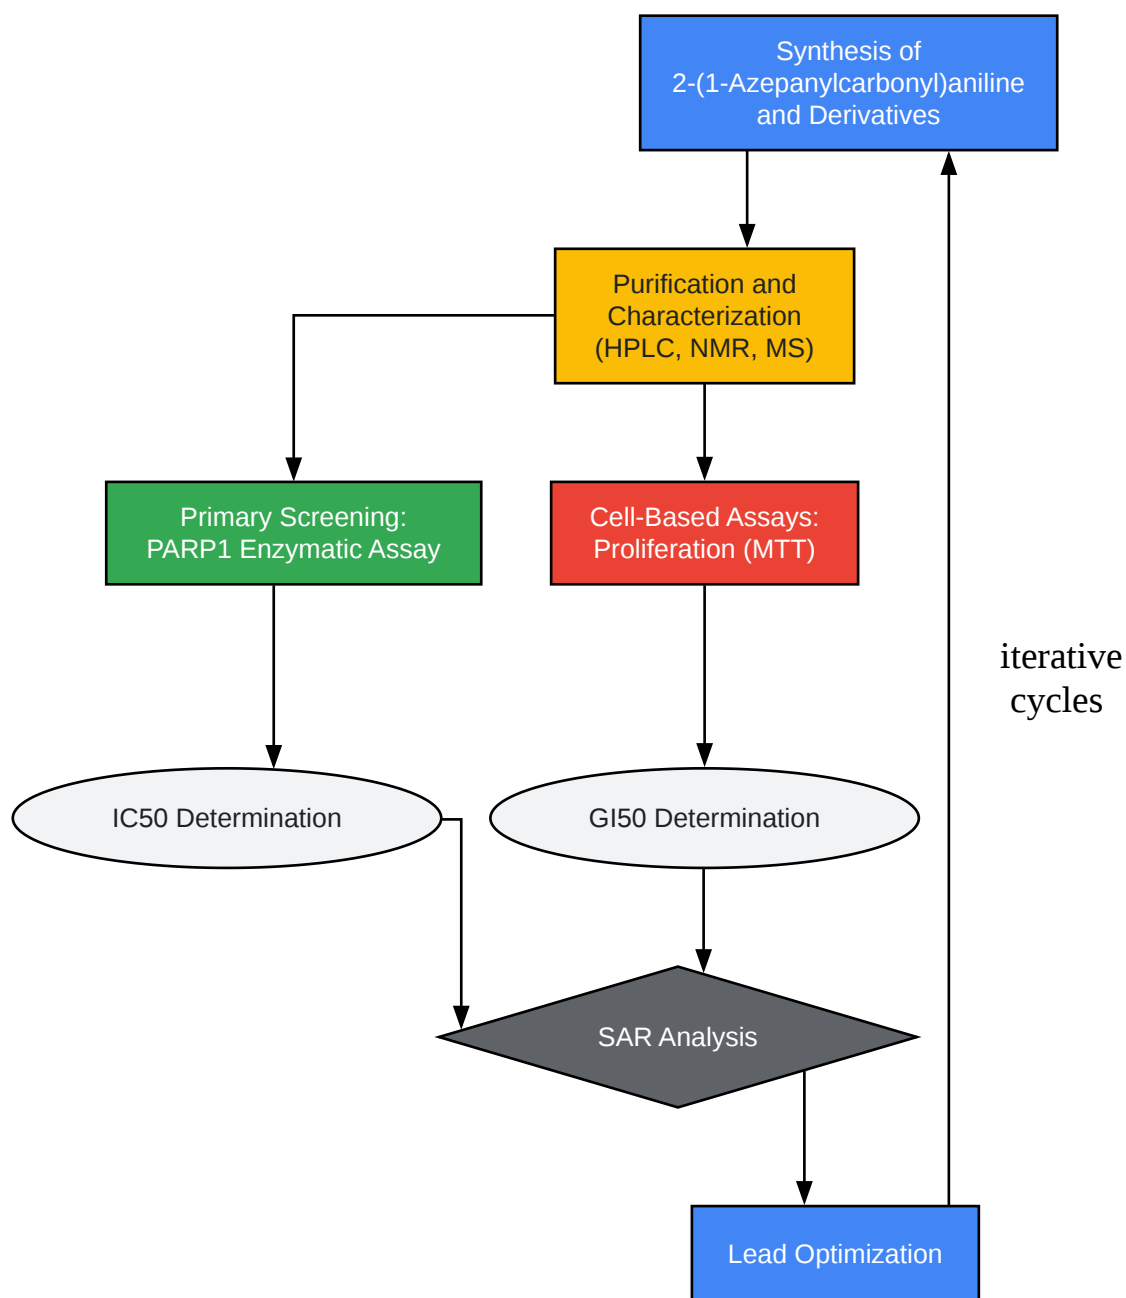 Synthesis of
2-(1-Azepanylcarbonyl)aniline
and Derivatives
Purification and
Characterization
(HPLC, NMR, MS)
Primary Screening:
PARP1 Enzymatic Assay
Cell-Based Assays:
Proliferation (MTT)
iterative
cycles
IC50 Determination
GI50 Determination
SAR Analysis
Lead Optimization